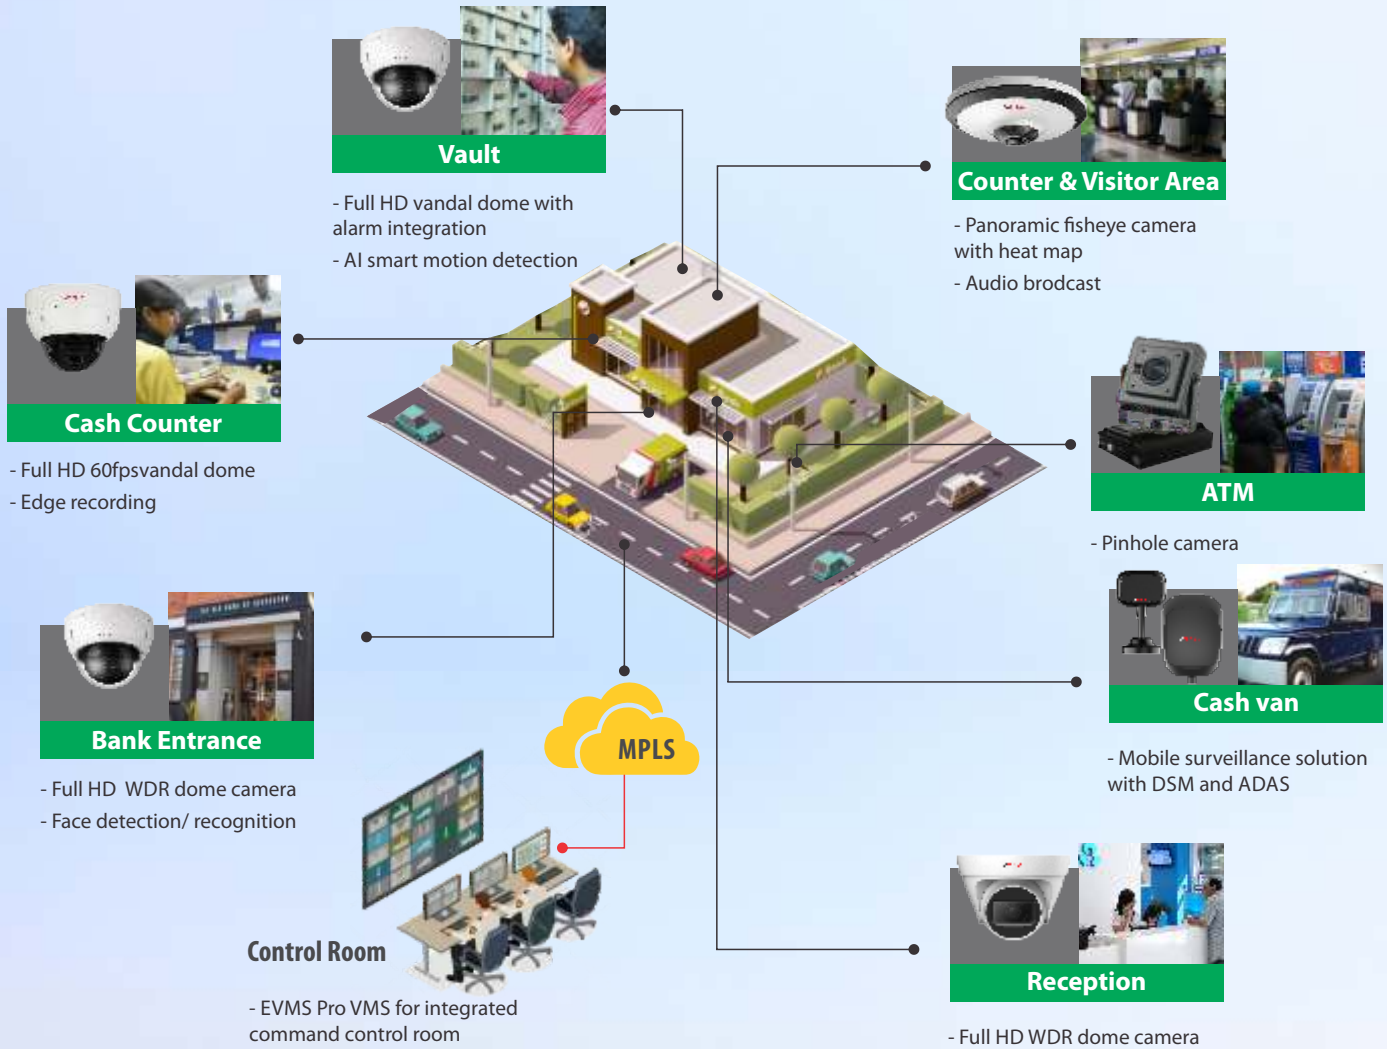 Vault
- Full HD vandal dome with
alarm integration
- AI smart motion detection
Counter & Visitor Area
- Panoramic fisheye camera
with heat map
- Audio brodcast
Cash Counter
- Full HD 60fpsvandal dome
- Edge recording
ATM
- Pinhole camera
Bank Entrance
- Full HD WDR dome camera
- Face detection/ recognition
Cash van
- Mobile surveillance solution
with DSM and ADAS
MPLS
Control Room
- EVMS Pro VMS for integrated
command control room
Reception
- Full HD WDR dome camera